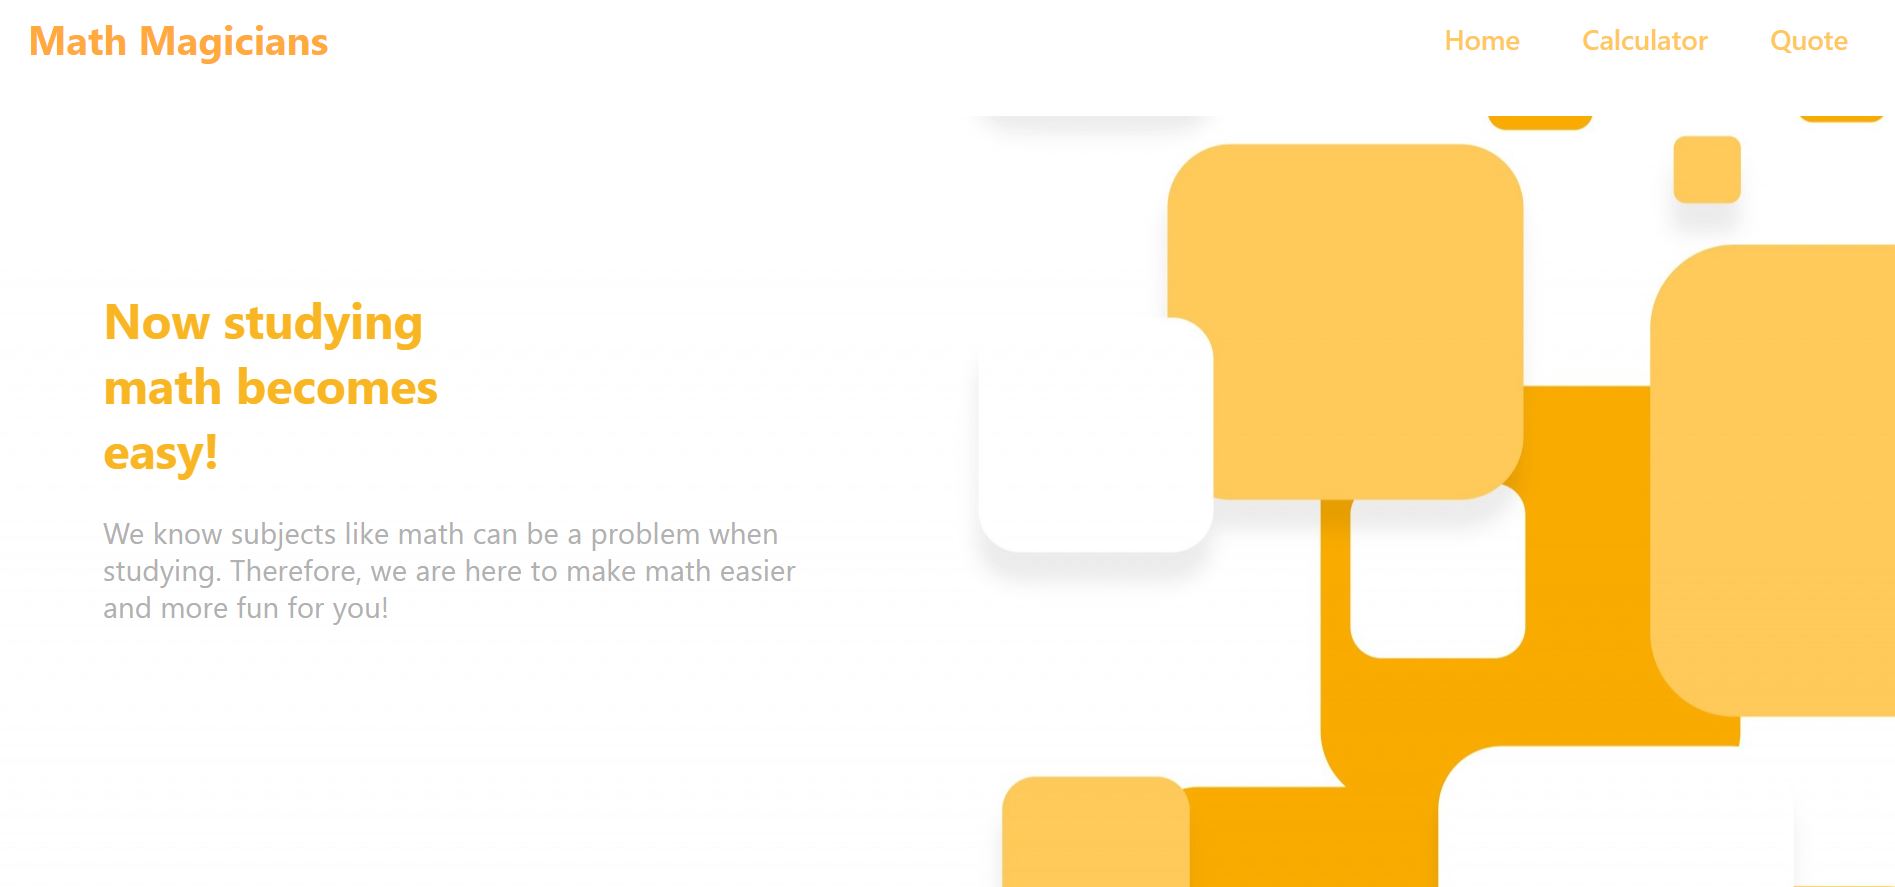 Math Magicians
Home Calculator Quote
Now studying
math becomes
easy!
We know subjects like math can be a problem when
studying. Therefore, we are here to make math easier
and more fun for you!